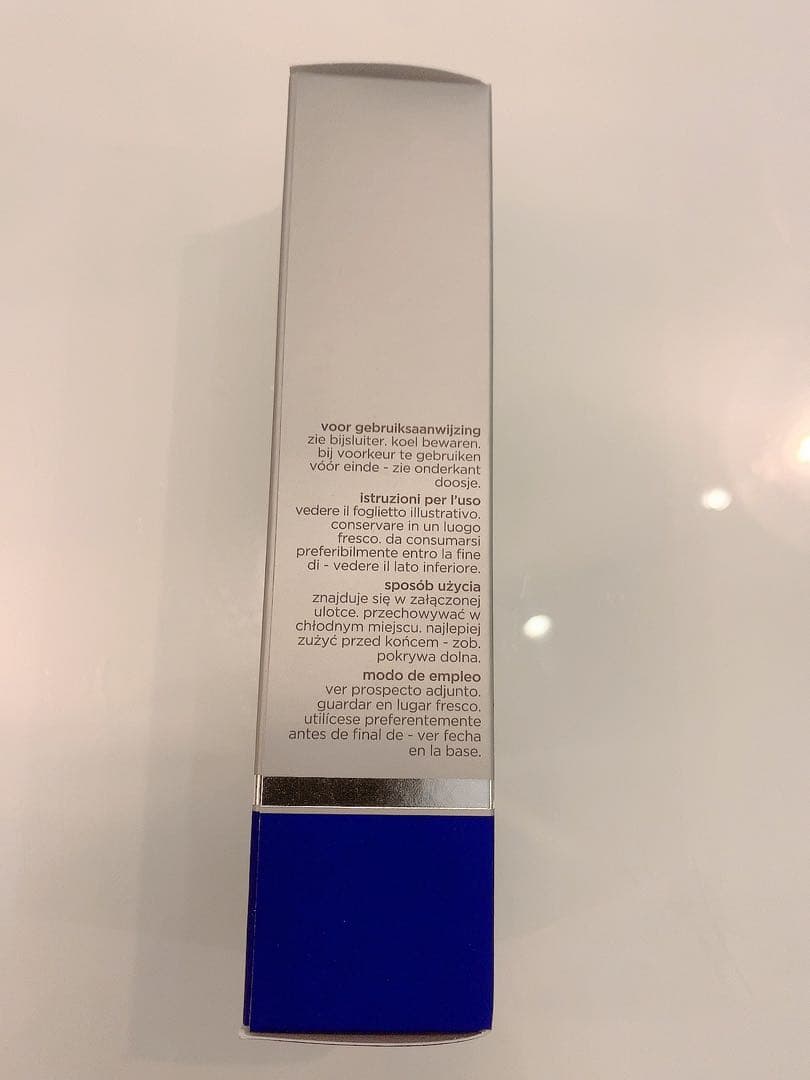 voor gebruiksaanwijzing
zie bijsluiter. koel bewaren.
bij voorkeur te gebruiken
vóór einde - zie onderkant
doosje.
istruzioni per l'uso
vedere il foglietto illustrativo.
conservare in un luogo
fresco. da consumarsi
preferibilmente entro la fine
di - vedere il lato inferiore.
sposób użycia
znajduje się w załączonej
ulotce. przechowywać w
chłodnym miejscu. najlepiej
zużyć przed końcem - zob.
pokrywa dolna.
modo de empleo
ver prospecto adjunto.
guardar en lugar fresco.
utilícese preferentemente
antes de final de - ver fecha
en la base.